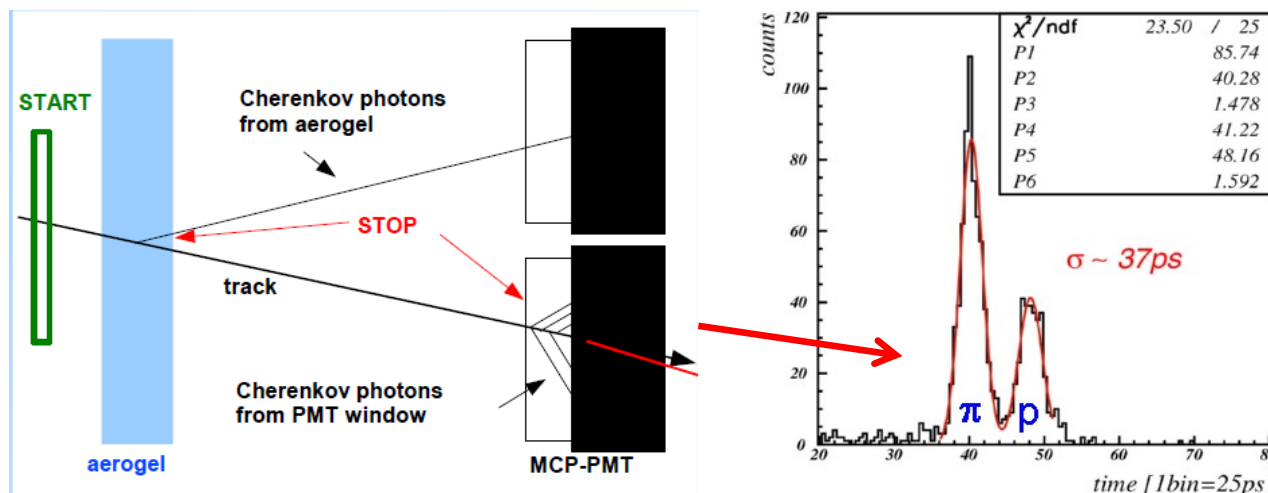 START
Cherenkov photons
from aerogel
STOP
track
Cherenkov photons
from PMT window
aerogel
MCP-PMT
counts
120
100
80
60
40
20
0
χ²/ndf 23.50 / 25
P1 85.74
P2 40.28
P3 1.478
P4 41.22
P5 48.16
P6 1.592
σ ~ 37ps
π p
20 30 40 50 60 70 80
time [1bin=25ps